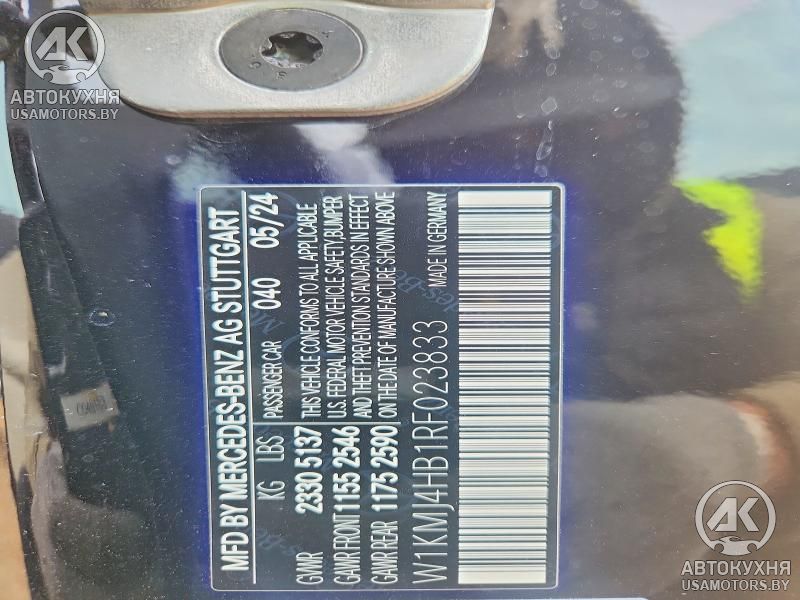 АК
АВТОКУХНЯ
USAMOTORS.BY
MFD BY MERCEDES-BENZ AG STUTTGART
KG LBS PASSENGER CAR 040 05/24
GVWR 2330 5137 THIS VEHICLE CONFORMS TO ALL APPLICABLE
GAWR FRONT 1155 2546 U.S. FEDERAL MOTOR VEHICLE SAFETY, BUMPER
AND THEFT PREVENTION STANDARDS IN EFFECT
GAWR REAR 1175 2590 ON THE DATE OF MANUFACTURE SHOWN ABOVE
W1KMJ4HB1RF023833 MADE IN GERMANY
АК
АВТОКУХНЯ
USAMOTORS.BY